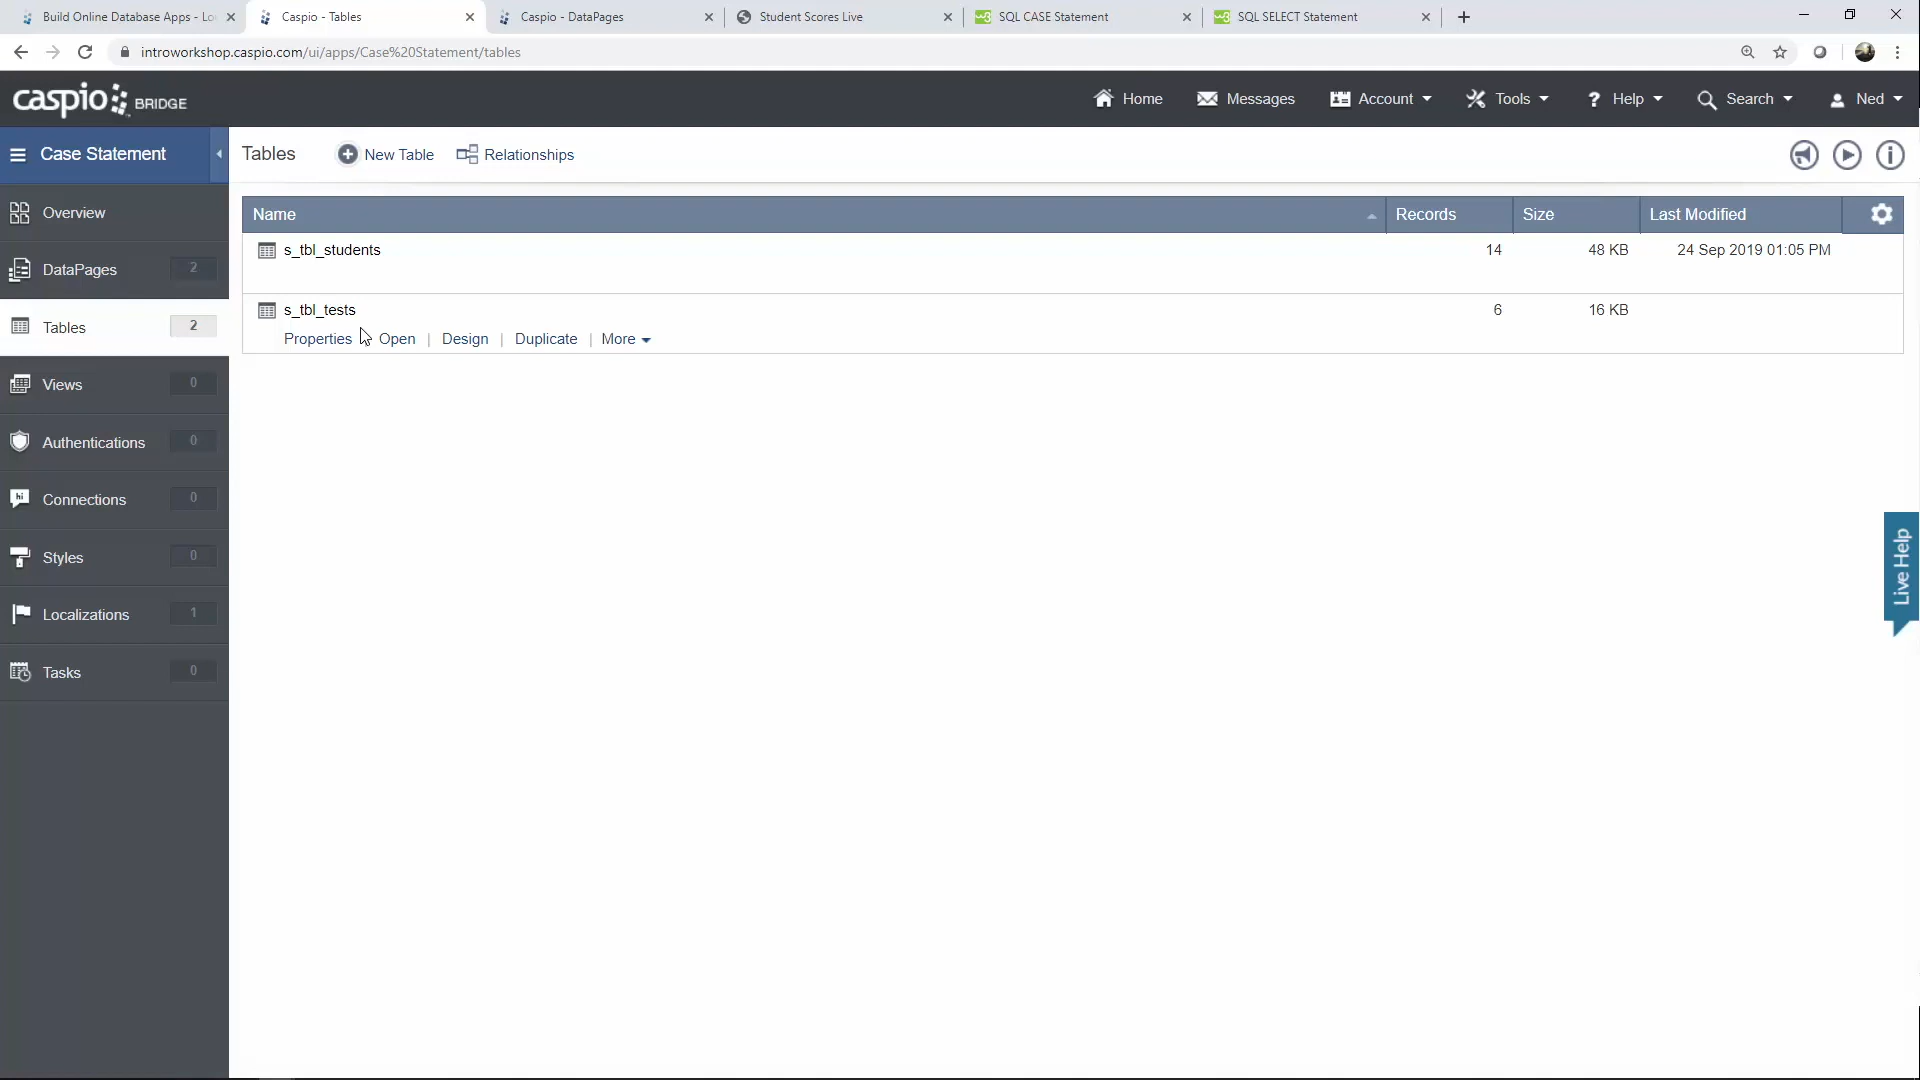 Build Online Database Apps - Lo
Caspio - Tables
Caspio - DataPages
Student Scores Live
SQL CASE Statement
SQL SELECT Statement
introworkshop.caspio.com/ui/apps/Case%20Statement/tables
caspio BRIDGE
Home
Messages
Account
Tools
? Help
Search
Ned
Case Statement
Tables
New Table
Relationships
Overview
DataPages 2
Tables 2
Views 0
Authentications 0
hi Connections 0
Styles 0
Localizations 1
Tasks 0
Name Records Size Last Modified
s_tbl_students 14 48 KB 24 Sep 2019 01:05 PM
s_tbl_tests 6 16 KB
Properties Open | Design | Duplicate | More
Live Help